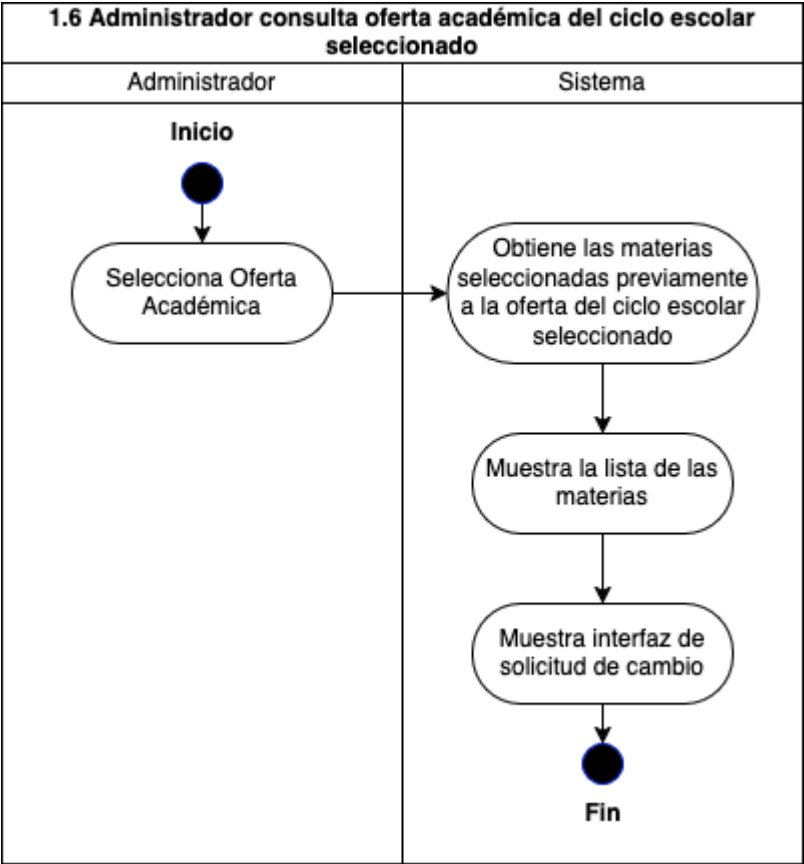 1.6 Administrador consulta oferta académica del ciclo escolar
seleccionado
Administrador
Sistema
Inicio
Selecciona Oferta
Académica
Obtiene las materias
seleccionadas previamente
a la oferta del ciclo escolar
seleccionado
Muestra la lista de las
materias
Muestra interfaz de
solicitud de cambio
Fin